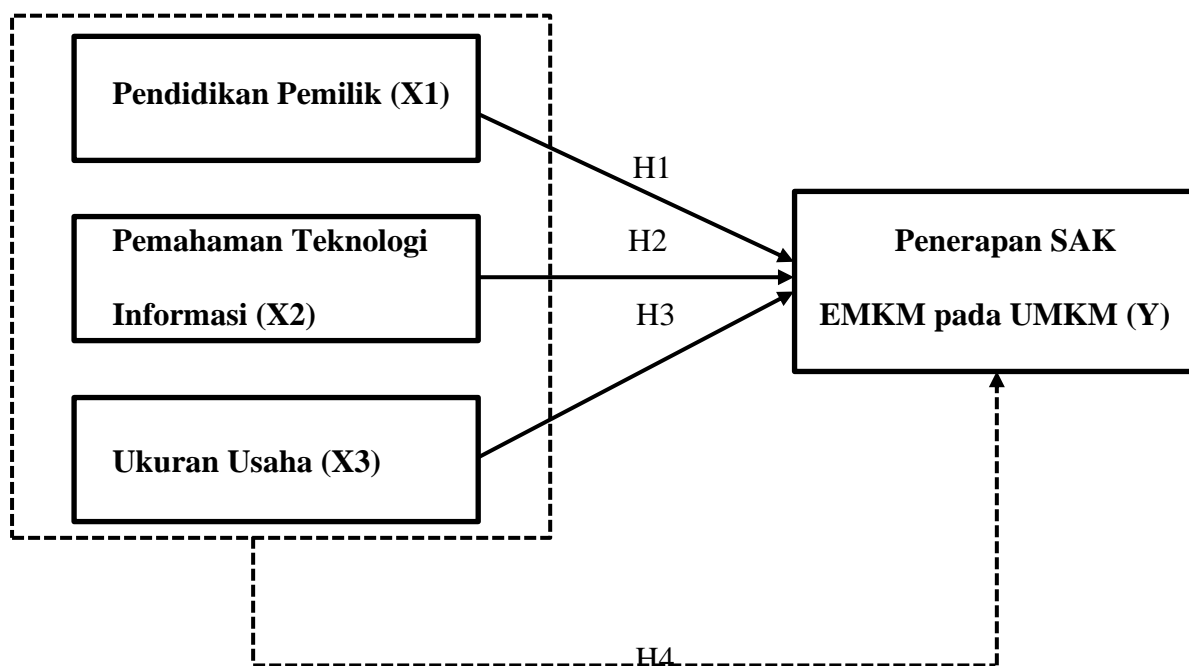 Pendidikan Pemilik (X1)
H1
Pemahaman Teknologi
Informasi (X2)
H2
H3
Penerapan SAK
EMKM pada UMKM (Y)
Ukuran Usaha (X3)
H4